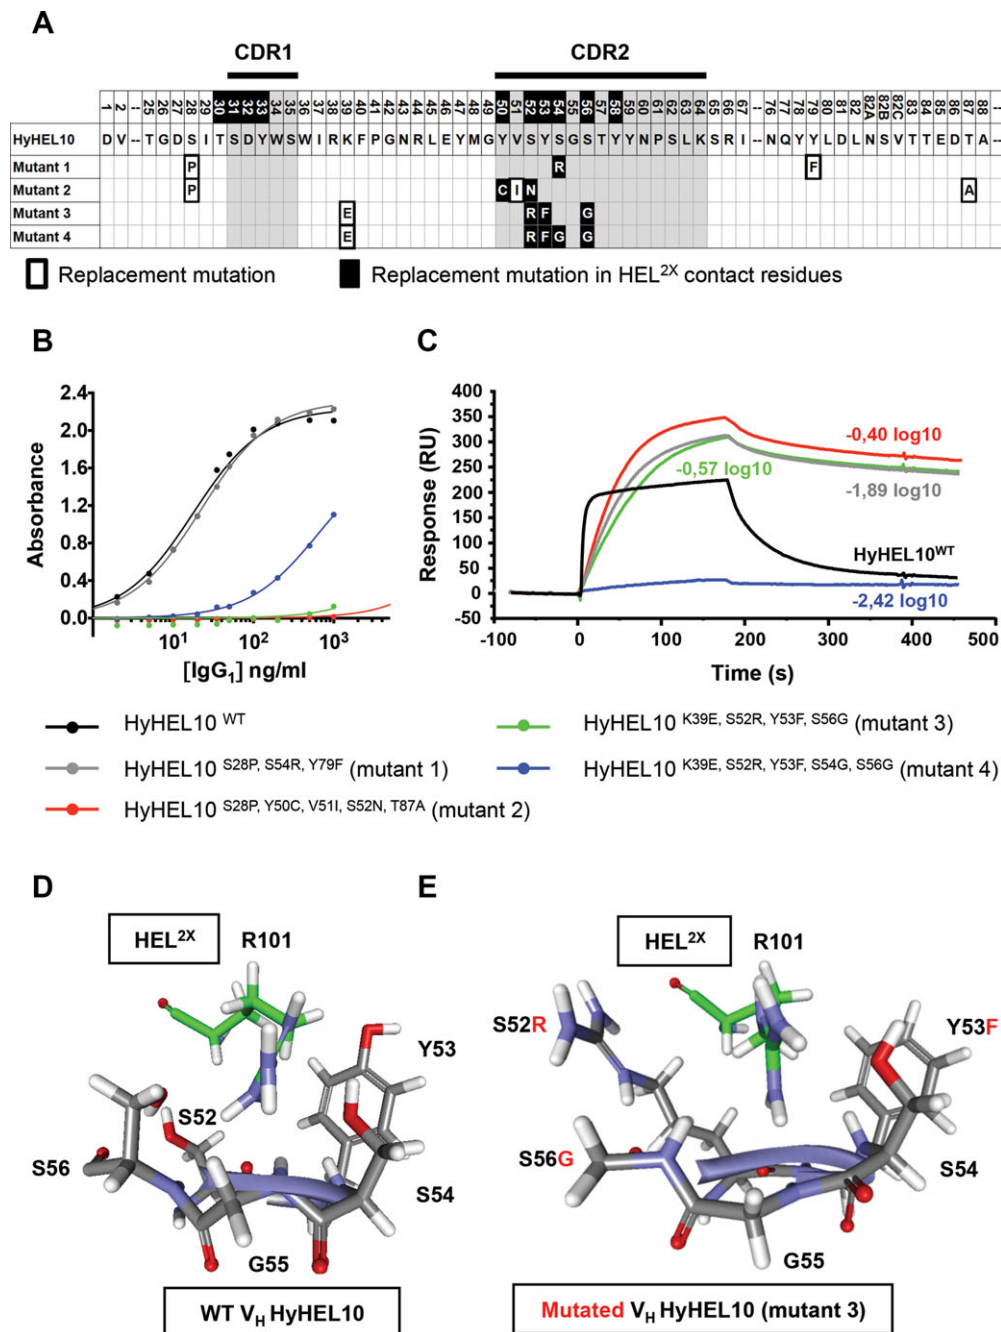 A
CDR1 CDR2
1 2 -- 25 26 27 28 29 30 31 32 33 34 35 36 37 38 39 40 41 42 43 44 45 46 47 48 49 50 51 52 53 54 55 56 57 58 59 60 61 62 63 64 65 66 67 -- 76 77 78 79 80 81 82 82A 82B 82C 83 84 85 86 87 88 --
HyHEL10 D V -- T G D S I T S D Y W S W I R K F P G N R L E Y M G Y V S Y S G S T Y Y N P S L K S R I -- N Q Y Y L D L N S V T T E D T A --
Mutant 1 P R F
Mutant 2 P C I N A
Mutant 3 E R F G
Mutant 4 E R F G G
Replacement mutation Replacement mutation in HEL2X contact residues
B
C
2.4
2.0
1.6
1.2
0.8
0.4
0.0
Absorbance
10¹ 10² 10³
[IgG₁] ng/ml
400
350
300
250
200
150
100
50
0
-50
Response (RU)
-0,40 log10
-0,57 log10
-1,89 log10
HyHEL10WT
-2,42 log10
-100 0 100 200 300 400 500
Time (s)
HyHEL10 WT
HyHEL10 S28P, S54R, Y79F (mutant 1)
HyHEL10 S28P, Y50C, V51I, S52N, T87A (mutant 2)
HyHEL10 K39E, S52R, Y53F, S56G (mutant 3)
HyHEL10 K39E, S52R, Y53F, S54G, S56G (mutant 4)
D
HEL2X R101
Y53
S52
S56
S54
G55
WT VH HyHEL10
E
HEL2X R101
S52R
Y53F
S56G
S54
G55
Mutated VH HyHEL10 (mutant 3)